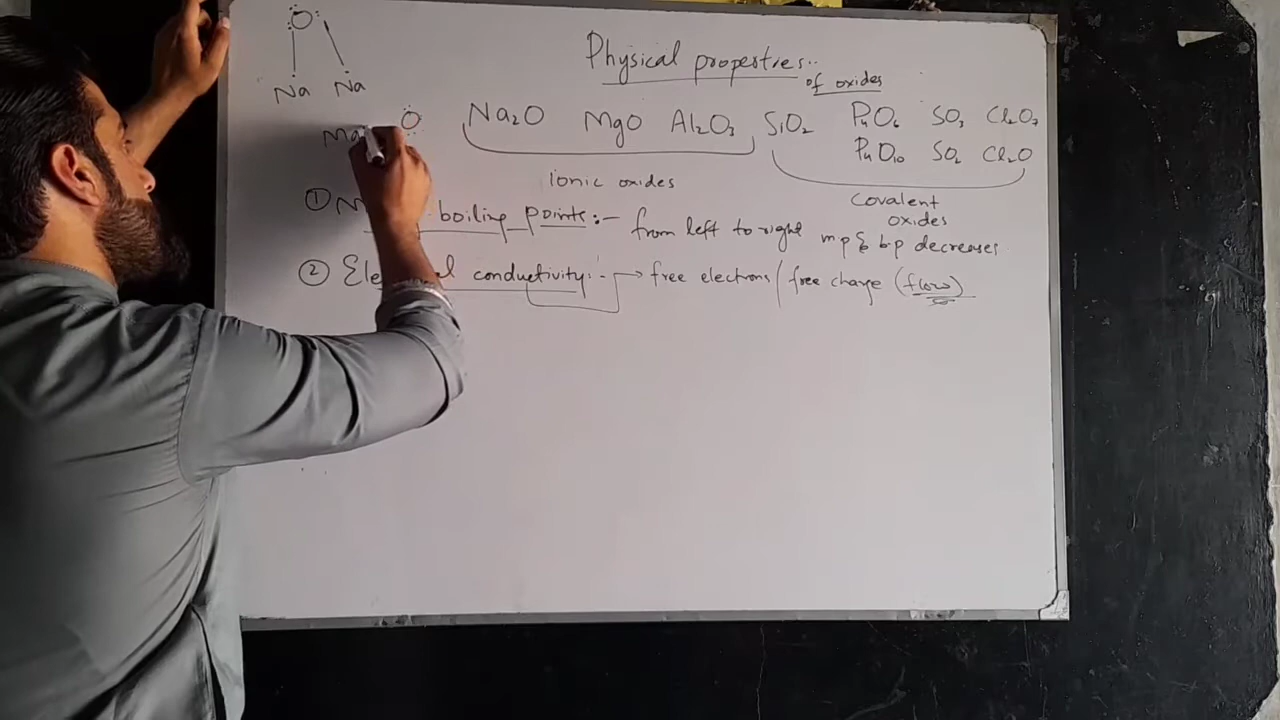 O
Na Na
Physical properties..
of oxides
Mg O
Na₂O MgO Al₂O₃ SiO₂ P₄O₆ SO₃ Cl₂O₇
P₄O₁₀ SO₂ Cl₂O
ionic oxides
covalent
oxides
① boiling points:- from left to right mp & bp decreases
② conductivity:- → free electrons / free charge (flow)